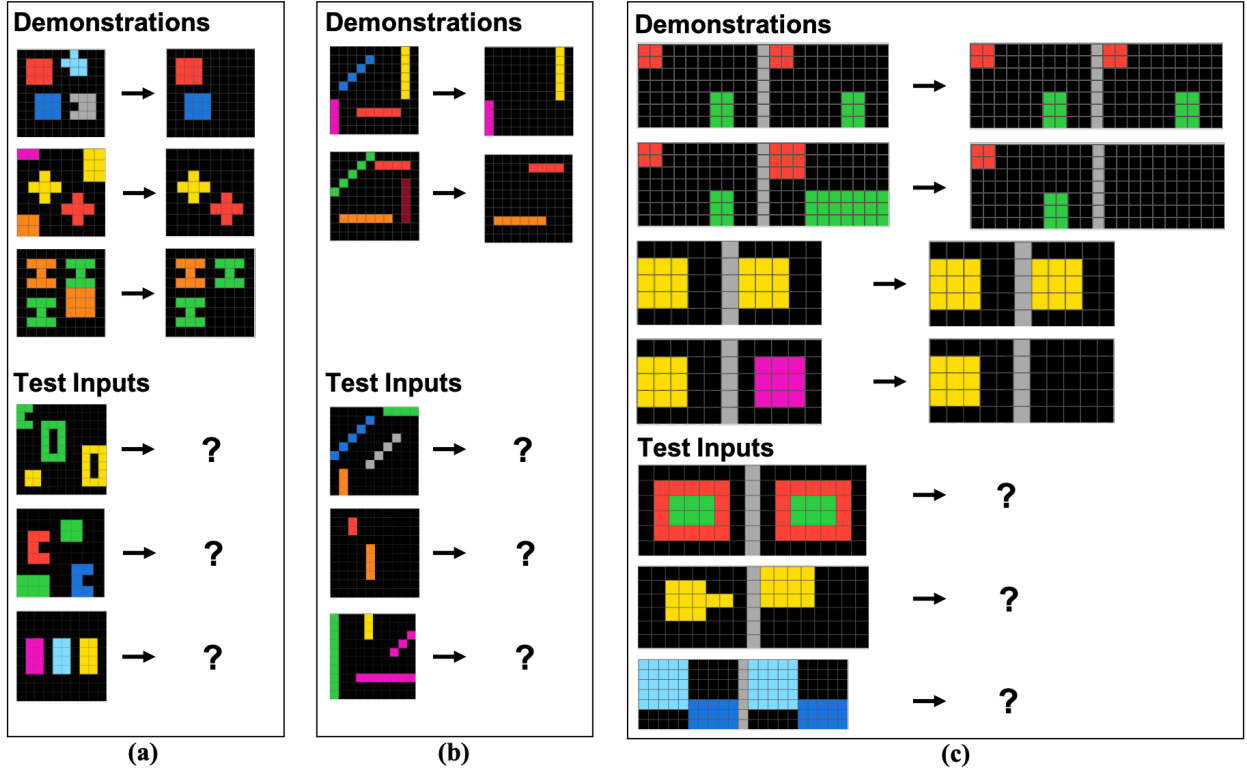 Demonstrations
Test Inputs
?
?
?
(a)
Demonstrations
Test Inputs
?
?
?
(b)
Demonstrations
Test Inputs
?
?
?
(c)